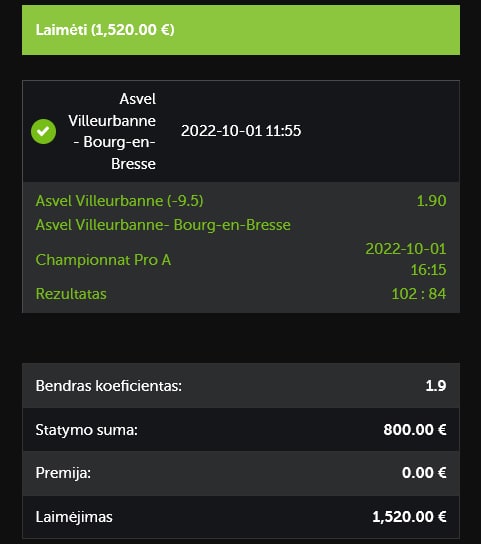 Laimėti (1,520.00 €)
Asvel
Villeurbanne
- Bourg-en-
Bresse
2022-10-01 11:55
Asvel Villeurbanne (-9.5) 1.90
Asvel Villeurbanne- Bourg-en-Bresse
Championnat Pro A 2022-10-01
16:15
Rezultatas 102 : 84
Bendras koeficientas: 1.9
Statymo suma: 800.00 €
Premija: 0.00 €
Laimėjimas 1,520.00 €